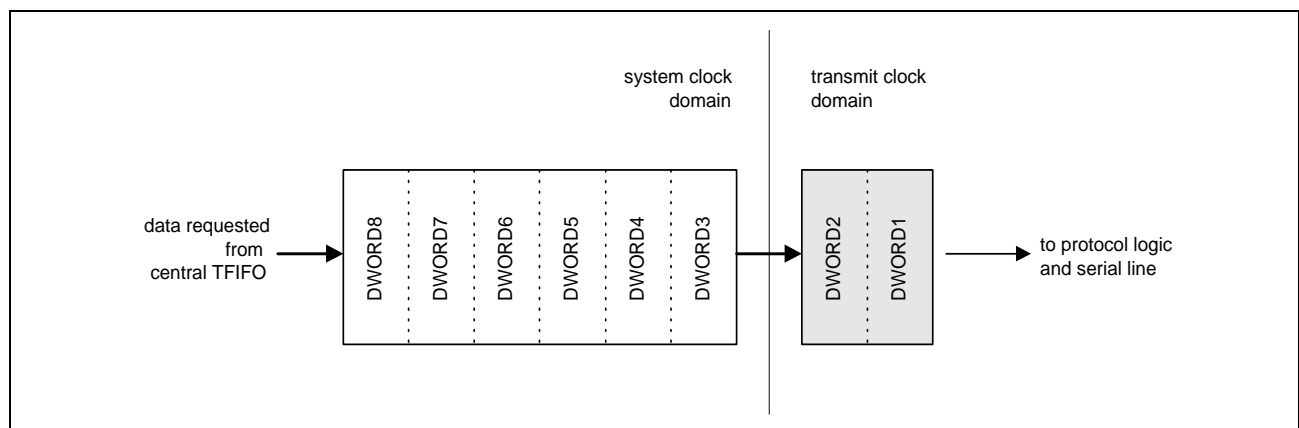 system clock
domain
transmit clock
domain
data requested
from
central TFIFO
DWORD8
DWORD7
DWORD6
DWORD5
DWORD4
DWORD3
DWORD2
DWORD1
to protocol logic
and serial line